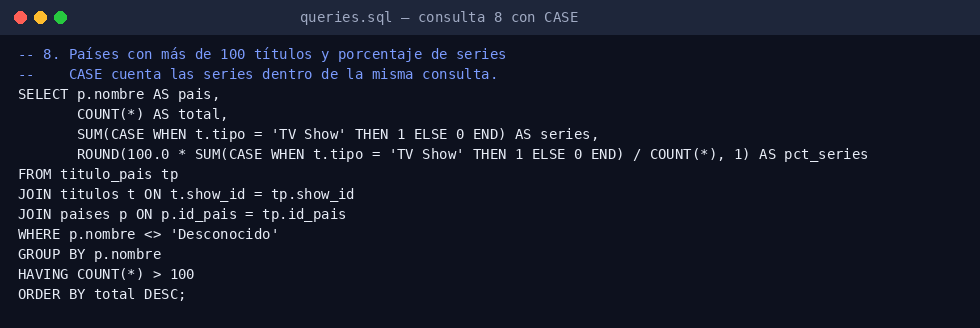 queries.sql — consulta 8 con CASE
-- 8. Países con más de 100 títulos y porcentaje de series
--    CASE cuenta las series dentro de la misma consulta.
SELECT p.nombre AS pais,
       COUNT(*) AS total,
       SUM(CASE WHEN t.tipo = 'TV Show' THEN 1 ELSE 0 END) AS series,
       ROUND(100.0 * SUM(CASE WHEN t.tipo = 'TV Show' THEN 1 ELSE 0 END) / COUNT(*), 1) AS pct_series
FROM titulo_pais tp
JOIN titulos t ON t.show_id = tp.show_id
JOIN paises p ON p.id_pais = tp.id_pais
WHERE p.nombre <> 'Desconocido'
GROUP BY p.nombre
HAVING COUNT(*) > 100
ORDER BY total DESC;